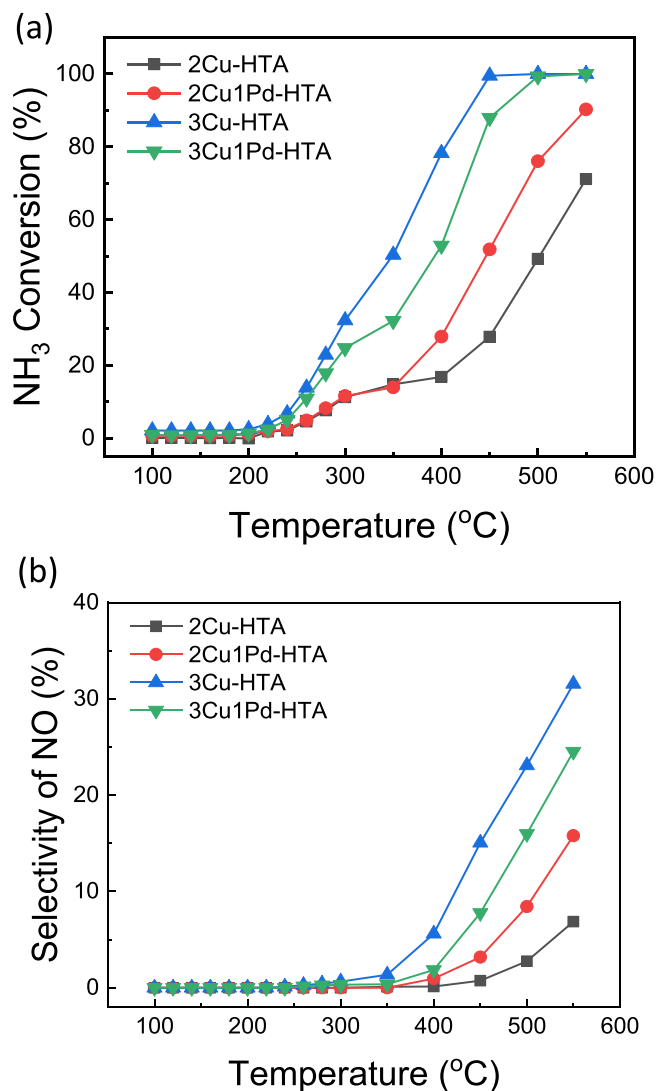 (a)
2Cu-HTA
2Cu1Pd-HTA
3Cu-HTA
3Cu1Pd-HTA
NH₃ Conversion (%)
100
80
60
40
20
0
100 200 300 400 500 600
Temperature (°C)
(b)
2Cu-HTA
2Cu1Pd-HTA
3Cu-HTA
3Cu1Pd-HTA
Selectivity of NO (%)
40
30
20
10
0
100 200 300 400 500 600
Temperature (°C)